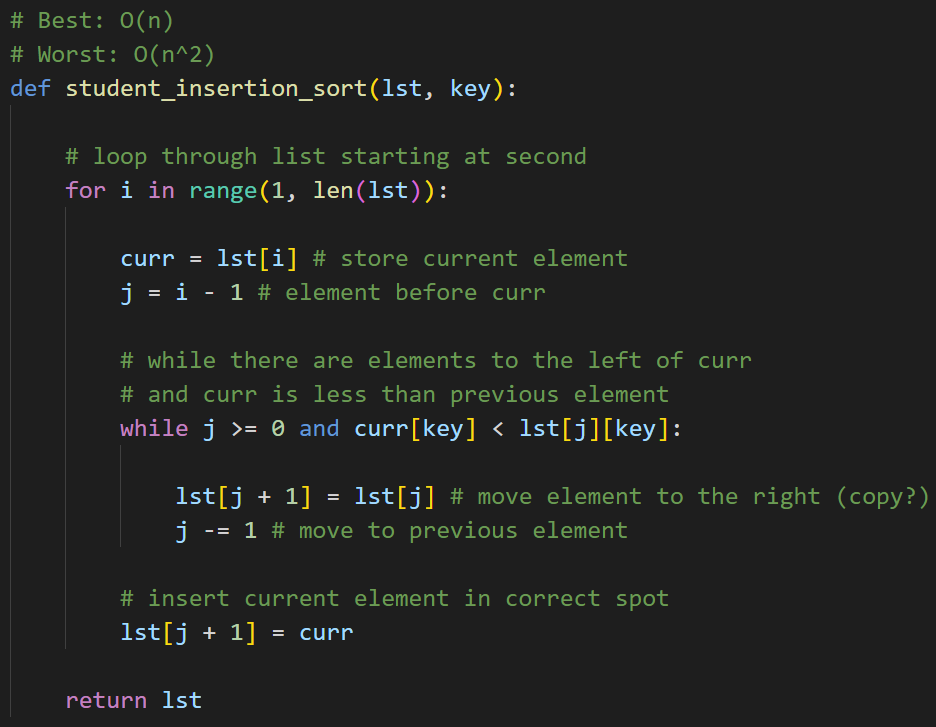 # Best: O(n)
# Worst: O(n^2)
def student_insertion_sort(lst, key):
# loop through list starting at second
for i in range(1, len(lst)):
curr = lst[i] # store current element
j = i - 1 # element before curr
# while there are elements to the left of curr
# and curr is less than previous element
while j >= 0 and curr[key] < lst[j][key]:
lst[j + 1] = lst[j] # move element to the right (copy?)
j -= 1 # move to previous element
# insert current element in correct spot
lst[j + 1] = curr
return lst